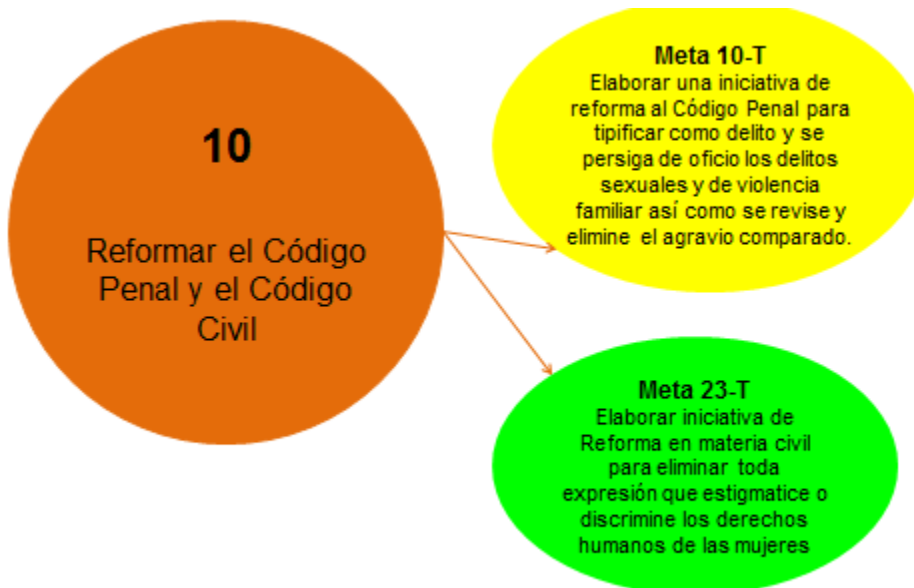 10
Reformar el Código
Penal y el Código
Civil
Meta 10-T
Elaborar una iniciativa de
reforma al Código Penal para
tipificar como delito y se
persiga de oficio los delitos
sexuales y de violencia
familiar así como se revise y
elimine el agravio comparado.
Meta 23-T
Elaborar iniciativa de
Reforma en materia civil
para eliminar toda
expresión que estigmatice o
discrimine los derechos
humanos de las mujeres